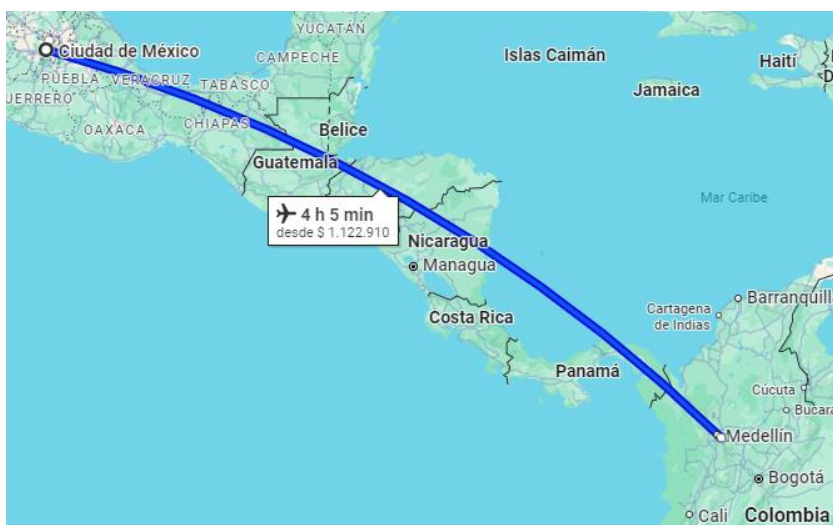 YUCATÁN
Ciudad de México
CAMPECHE
Islas Caimán
Haití
PUEBLA
VERACRUZ
TABASCO
Jamaica
UERRERO
OAXACA
CHIAPAS
Belice
Guatemala
Mar Caribe
4 h 5 min
desde $ 1.122.910
Nicaragua
Managua
Barranquilla
Cartagena
de Indias
Costa Rica
Panamá
Cúcuta
Bucara
Medellín
Bogotá
Cali
Colombia